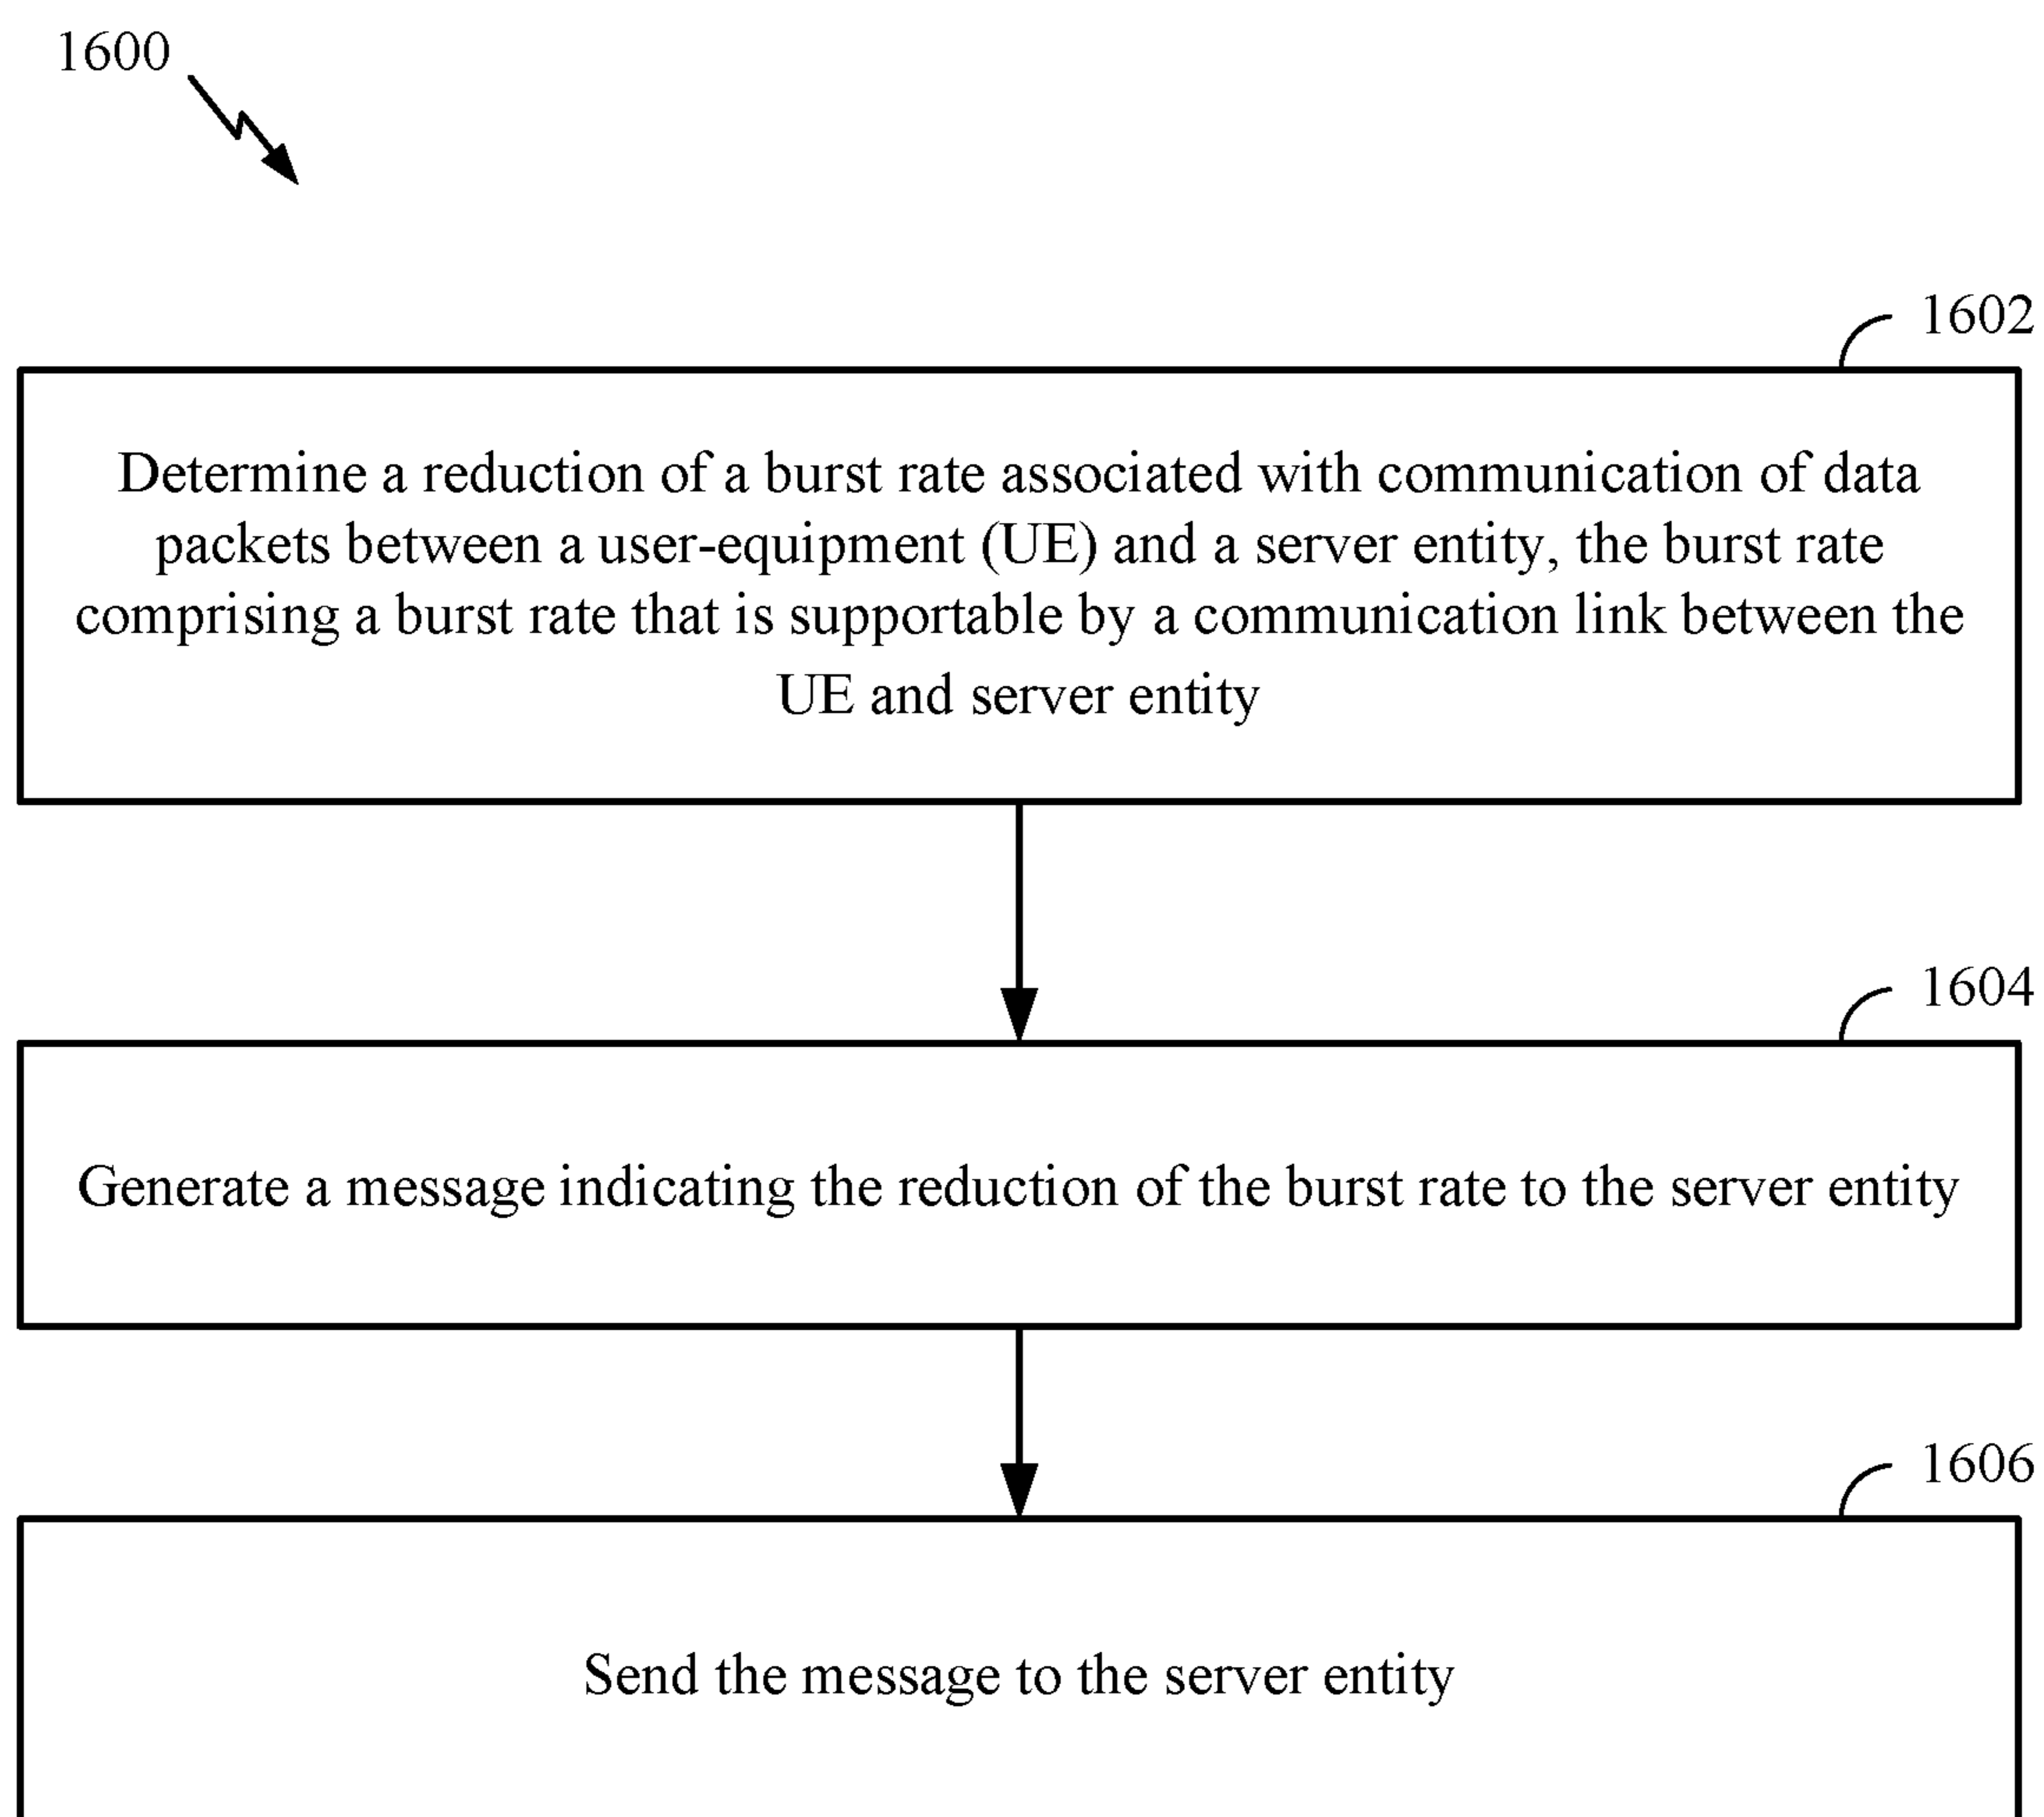 1600
1602
Determine a reduction of a burst rate associated with communication of data
packets between a user-equipment (UE) and a server entity, the burst rate
comprising a burst rate that is supportable by a communication link between the
UE and server entity
1604
Generate a message indicating the reduction of the burst rate to the server entity
1606
Send the message to the server entity